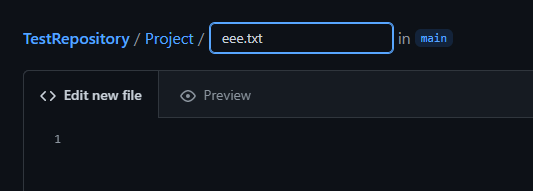 TestRepository / Project / eee.txt in main
<> Edit new file Preview
1